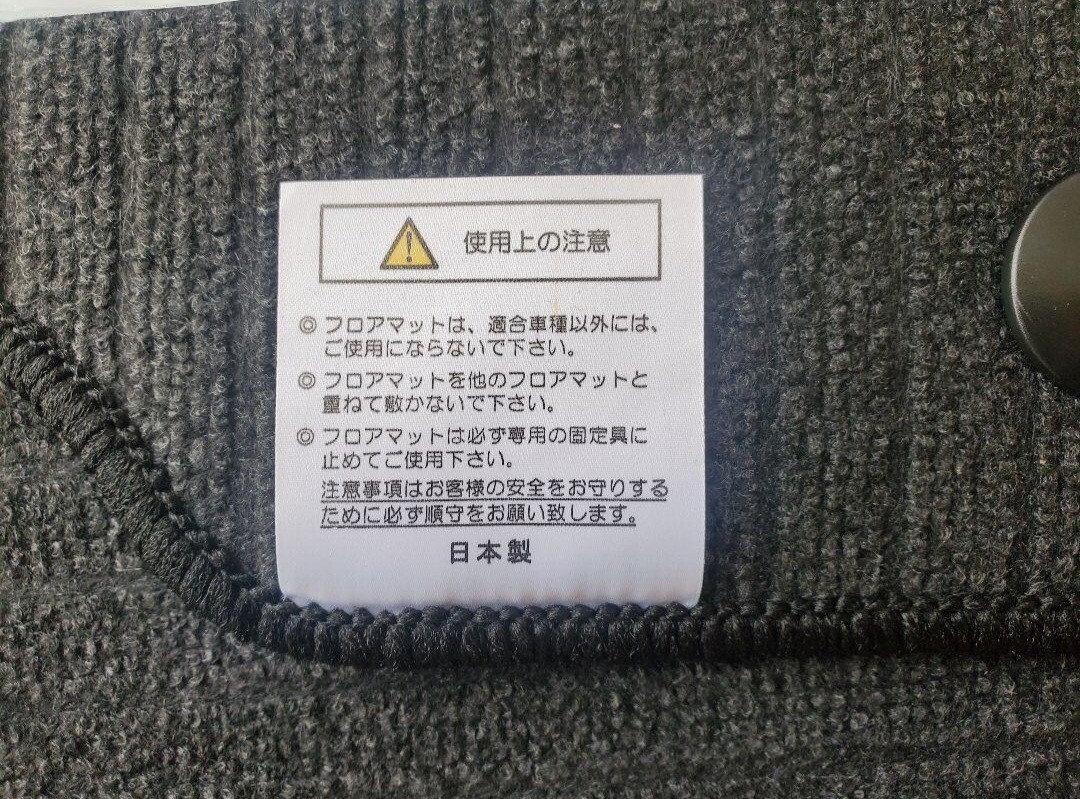 使用上の注意
◎ フロアマットは、適合車種以外には、
ご使用にならないで下さい。
◎ フロアマットを他のフロアマットと
重ねて敷かないで下さい。
◎ フロアマットは必ず専用の固定具に
止めてご使用下さい。
注意事項はお客様の安全をお守りする
ために必ず順守をお願い致します。
日本製